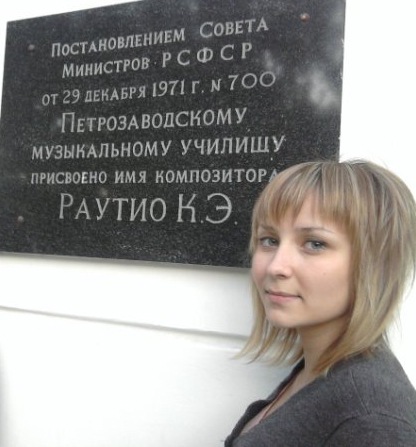 Постановлением Совета
Министров РСФСР
от 29 декабря 1971 г. N 700
Петрозаводскому
музыкальному училищу
присвоено имя композитора
Раутио К.Э.